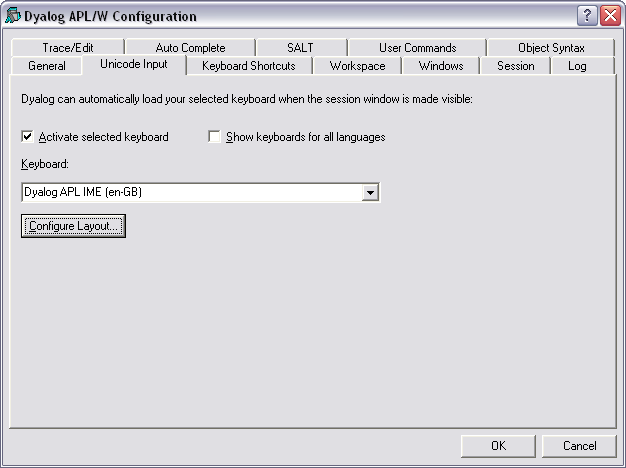 Dyalog APL/W Configuration
Trace/Edit Auto Complete SALT User Commands Object Syntax
General Unicode Input Keyboard Shortcuts Workspace Windows Session Log
Dyalog can automatically load your selected keyboard when the session window is made visible:
Activate selected keyboard Show keyboards for all languages
Keyboard:
Dyalog APL IME (en-GB)
Configure Layout...
OK Cancel